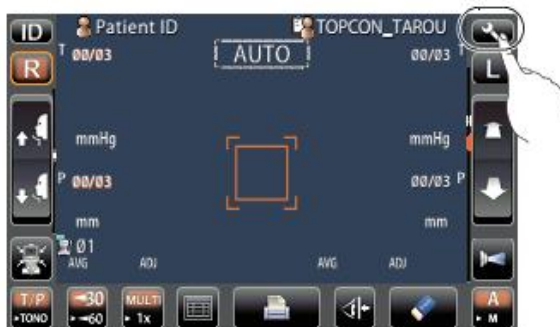 ID Patient ID TOPCON_TAROU
R T 00/03 AUTO 00/03 T L
mmHg mmHg
P 00/03 00/03 P
mm mm
01
AVG ADJ AVG ADJ
T/P 30 MULTI A
TONO 60 1x M